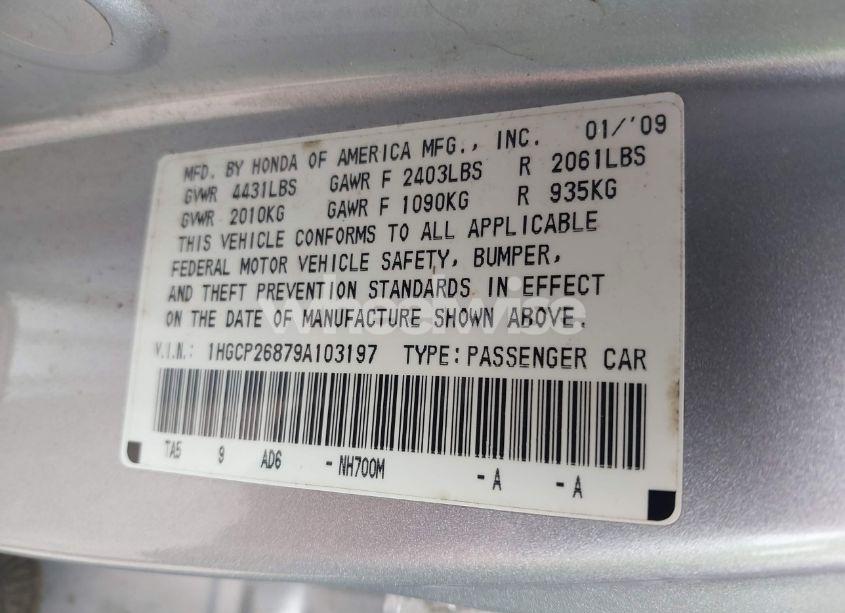 MFD. BY HONDA OF AMERICA MFG., INC. 01/'09
GVWR 4431LBS GAWR F 2403LBS R 2061LBS
GVWR 2010KG GAWR F 1090KG R 935KG
THIS VEHICLE CONFORMS TO ALL APPLICABLE
FEDERAL MOTOR VEHICLE SAFETY, BUMPER,
AND THEFT PREVENTION STANDARDS IN EFFECT
ON THE DATE OF MANUFACTURE SHOWN ABOVE.
V.I.N.: 1HGCP26879A103197 TYPE:PASSENGER CAR
TA5 9 AD6 -NH700M -A -A
wheelwise